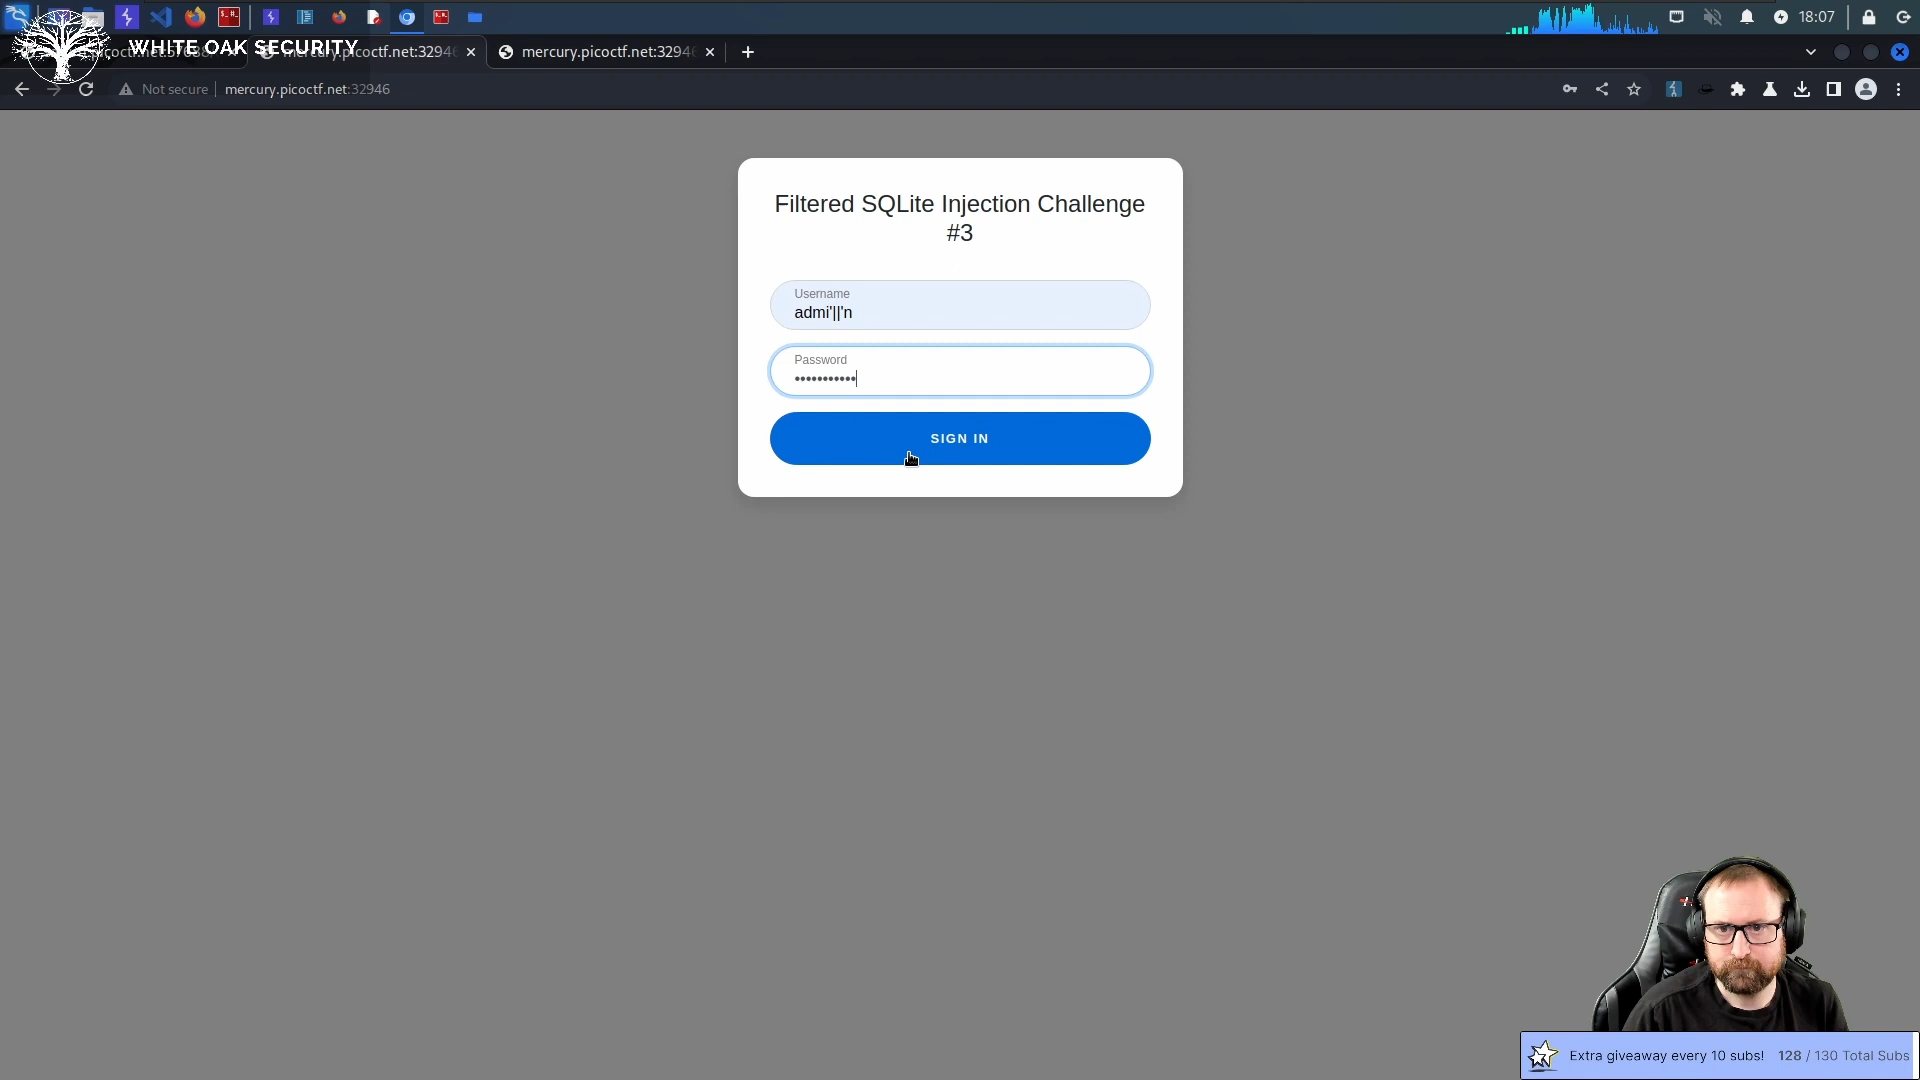 18:07
WHITE OAK SECURITY
mercury.picoctf.net:3294
mercury.picoctf.net:3294
Not secure
mercury.picoctf.net:32946
Filtered SQLite Injection Challenge
#3
Username
admi'||'n
Password
•••••••••••
SIGN IN
Extra giveaway every 10 subs! 128 / 130 Total Subs